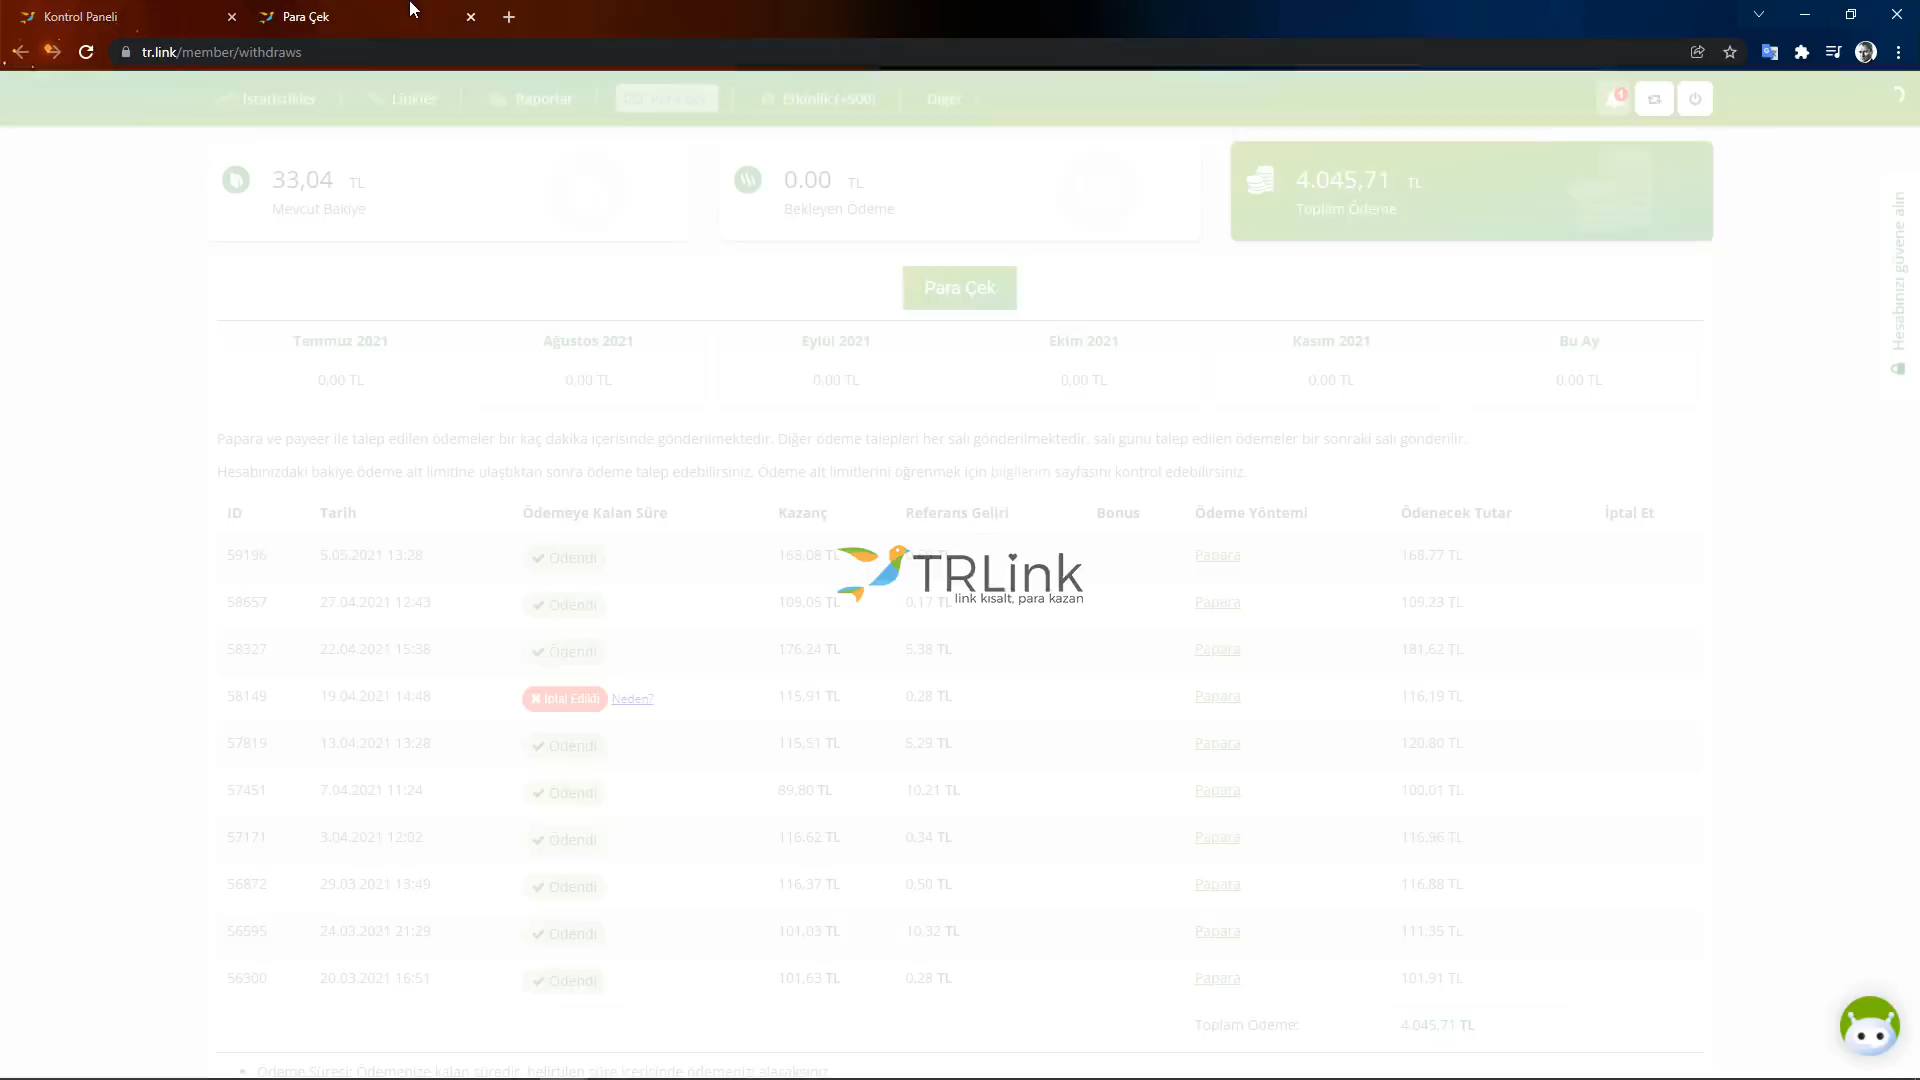 Kontrol Paneli
Para Çek
tr.link/member/withdraws
İstatistikler
Linkler
Raporlar
Para Çek
Etkinlik (+500)
Diğer
4
33,04 TL
Mevcut Bakiye
0.00 TL
Bekleyen Ödeme
4.045,71 TL
Toplam Ödeme
Hesabınızı güvene alın
Para Çek
Temmuz 2021 Ağustos 2021 Eylül 2021 Ekim 2021 Kasım 2021 Bu Ay
0,00 TL 0,00 TL 0,00 TL 0,00 TL 0,00 TL 0,00 TL
Papara ve payeer ile talep edilen ödemeler bir kaç dakika içerisinde gönderilmektedir. Diğer ödeme talepleri her salı gönderilmektedir. salı günü talep edilen ödemeler bir sonraki salı gönderilir.
Hesabınızdaki bakiye ödeme alt limitine ulaştıktan sonra ödeme talep edebilirsiniz. Ödeme alt limitlerini öğrenmek için bilgilerim sayfasını kontrol edebilirsiniz.
ID Tarih Ödemeye Kalan Süre Kazanç Referans Geliri Bonus Ödeme Yöntemi Ödenecek Tutar İptal Et
59196 5.05.2021 13:28 Ödendi 168,08 TL Papara 168,77 TL
TRLink
link kısalt, para kazan
58657 27.04.2021 12:43 Ödendi 109,05 TL 0,17 TL Papara 109,23 TL
58327 22.04.2021 15:38 Ödendi 176,24 TL 5,38 TL Papara 181,62 TL
58149 19.04.2021 14:48 İptal Edildi Neden? 115,91 TL 0,28 TL Papara 116,19 TL
57819 13.04.2021 13:28 Ödendi 115,51 TL 5,29 TL Papara 120,80 TL
57451 7.04.2021 11:24 Ödendi 89,80 TL 10,21 TL Papara 100,01 TL
57171 3.04.2021 12:02 Ödendi 116,62 TL 0,34 TL Papara 116,96 TL
56872 29.03.2021 13:49 Ödendi 116,37 TL 0,50 TL Papara 116,88 TL
56595 24.03.2021 21:29 Ödendi 101,03 TL 10,32 TL Papara 111,35 TL
56300 20.03.2021 16:51 Ödendi 101,63 TL 0,28 TL Papara 101,91 TL
Toplam Ödeme: 4.045,71 TL
Ödeme Süresi: Ödemenize kalan süredir, belirtilen süre içerisinde ödemenizi alacaksınız.